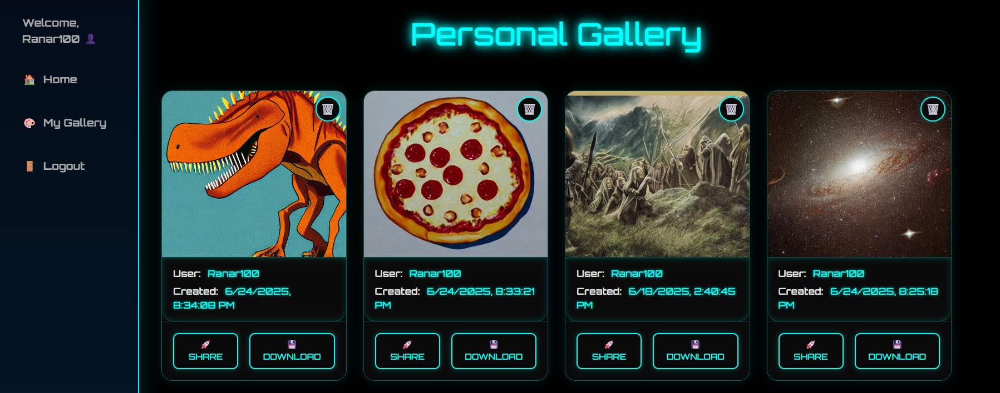 Welcome,
Ranar100
Home
My Gallery
Logout
Personal Gallery
User: Ranar100
Created: 6/24/2025,
8:34:08 PM
SHARE
DOWNLOAD
User: Ranar100
Created: 6/24/2025, 8:33:21
PM
SHARE
DOWNLOAD
User: Ranar100
Created: 6/18/2025, 2:40:45
PM
SHARE
DOWNLOAD
User: Ranar100
Created: 6/24/2025, 8:25:18
PM
SHARE
DOWNLOAD